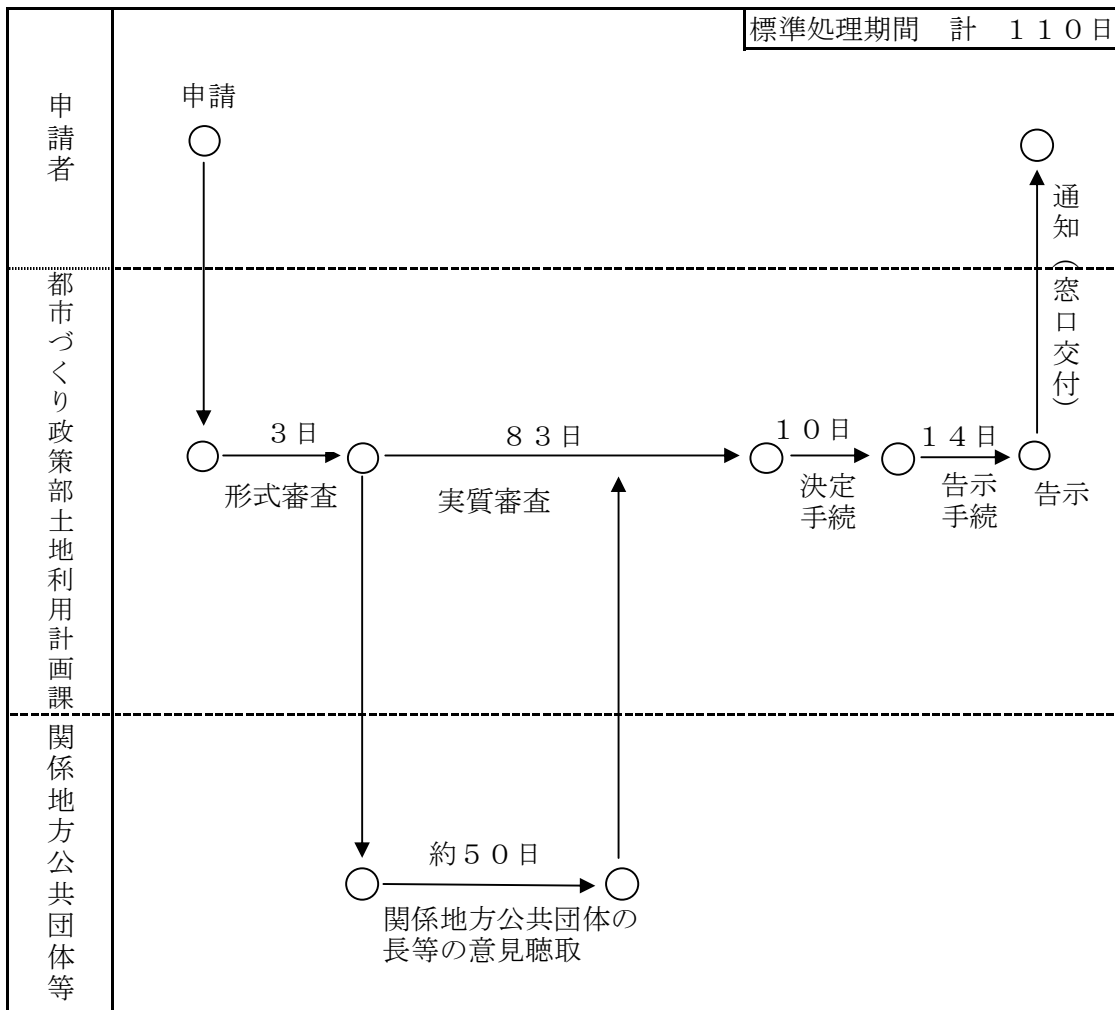 標準処理期間　計　１１０日
申請者
申請
通知（窓口交付）
都市づくり政策部土地利用計画課
３日
８３日
１０日
１４日
形式審査
実質審査
決定
手続
告示
手続
告示
関係地方公共団体等
約５０日
関係地方公共団体の
長等の意見聴取